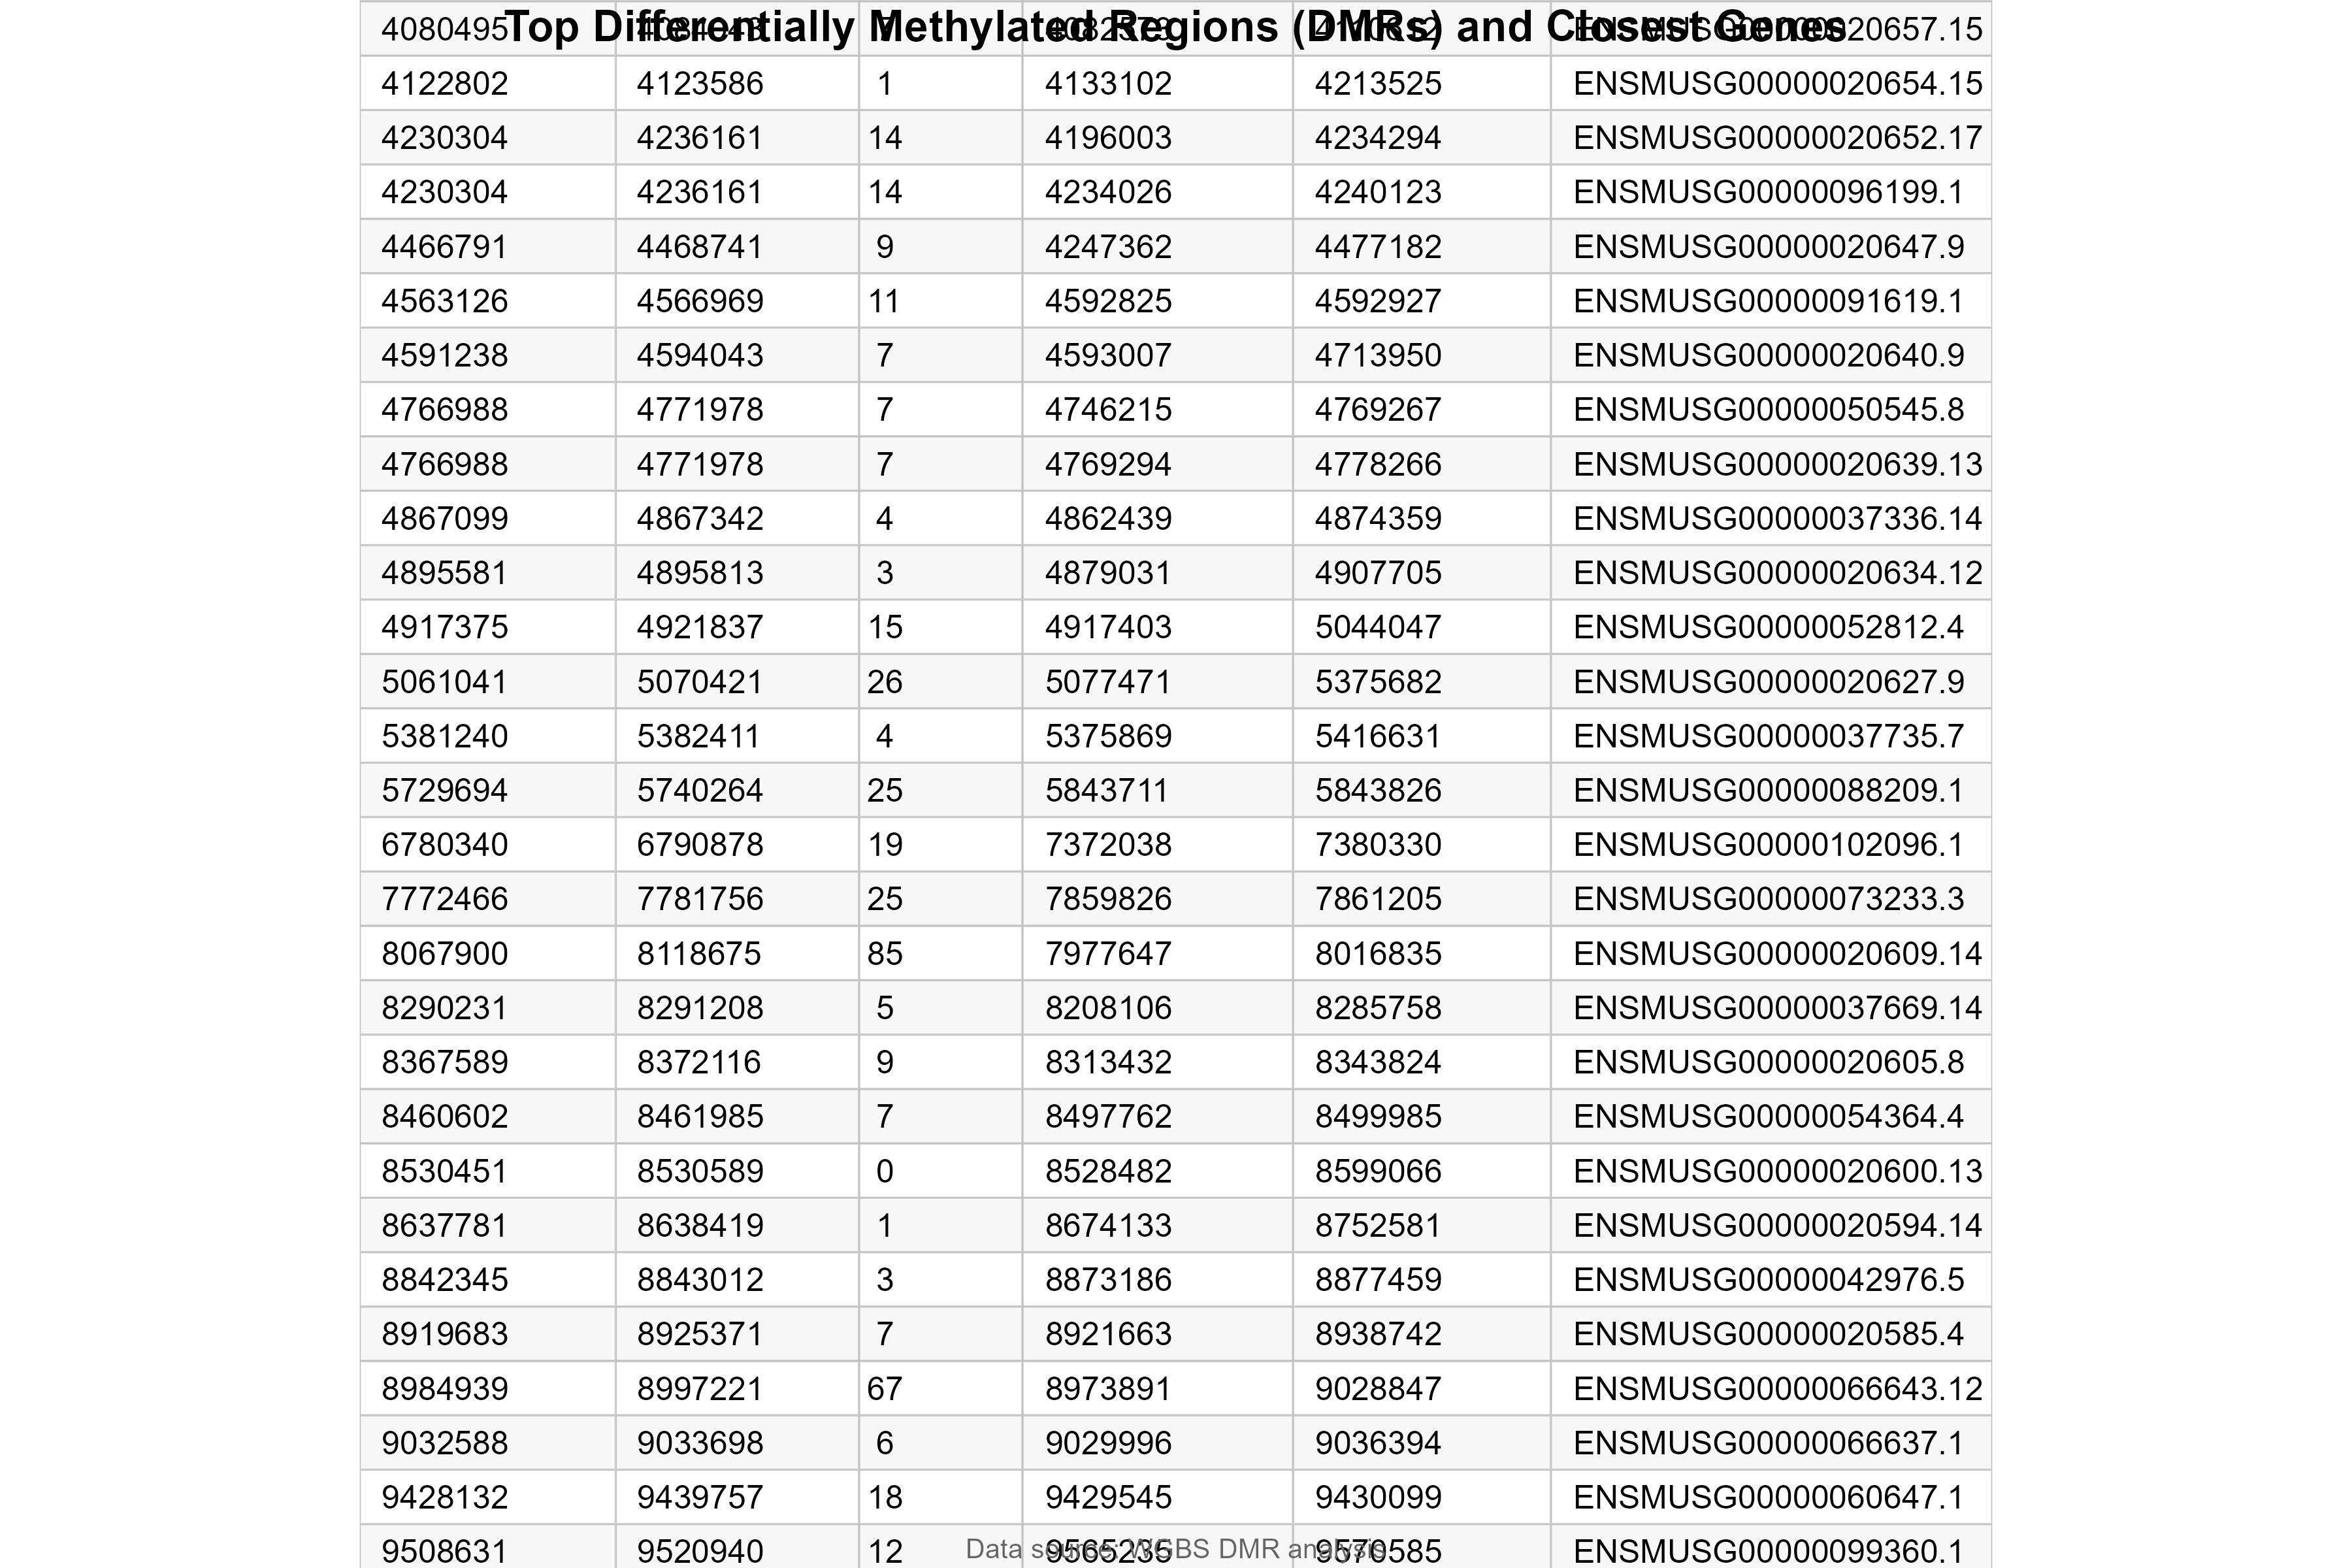 Top Differentially Methylated Regions (DMRs) and Closest Genes
4080495 20657.15
4122802 4123586 1 4133102 4213525 ENSMUSG00000020654.15
4230304 4236161 14 4196003 4234294 ENSMUSG00000020652.17
4230304 4236161 14 4234026 4240123 ENSMUSG00000096199.1
4466791 4468741 9 4247362 4477182 ENSMUSG00000020647.9
4563126 4566969 11 4592825 4592927 ENSMUSG00000091619.1
4591238 4594043 7 4593007 4713950 ENSMUSG00000020640.9
4766988 4771978 7 4746215 4769267 ENSMUSG00000050545.8
4766988 4771978 7 4769294 4778266 ENSMUSG00000020639.13
4867099 4867342 4 4862439 4874359 ENSMUSG00000037336.14
4895581 4895813 3 4879031 4907705 ENSMUSG00000020634.12
4917375 4921837 15 4917403 5044047 ENSMUSG00000052812.4
5061041 5070421 26 5077471 5375682 ENSMUSG00000020627.9
5381240 5382411 4 5375869 5416631 ENSMUSG00000037735.7
5729694 5740264 25 5843711 5843826 ENSMUSG00000088209.1
6780340 6790878 19 7372038 7380330 ENSMUSG00000102096.1
7772466 7781756 25 7859826 7861205 ENSMUSG00000073233.3
8067900 8118675 85 7977647 8016835 ENSMUSG00000020609.14
8290231 8291208 5 8208106 8285758 ENSMUSG00000037669.14
8367589 8372116 9 8313432 8343824 ENSMUSG00000020605.8
8460602 8461985 7 8497762 8499985 ENSMUSG00000054364.4
8530451 8530589 0 8528482 8599066 ENSMUSG00000020600.13
8637781 8638419 1 8674133 8752581 ENSMUSG00000020594.14
8842345 8843012 3 8873186 8877459 ENSMUSG00000042976.5
8919683 8925371 7 8921663 8938742 ENSMUSG00000020585.4
8984939 8997221 67 8973891 9028847 ENSMUSG00000066643.12
9032588 9033698 6 9029996 9036394 ENSMUSG00000066637.1
9428132 9439757 18 9429545 9430099 ENSMUSG00000060647.1
9508631 9520940 12 ENSMUSG00000099360.1
Data source: WGBS DMR analysis